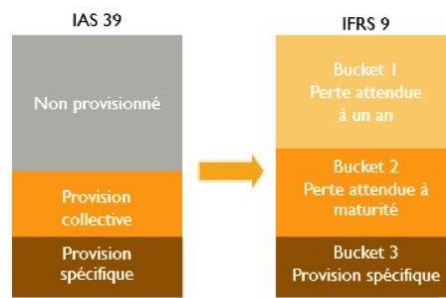 IAS 39
Non provisionné
Provision
collective
Provision
spécifique
IFRS 9
Bucket 1
Perte attendue
à un an
Bucket 2
Perte attendue à
maturité
Bucket 3
Provision spécifique